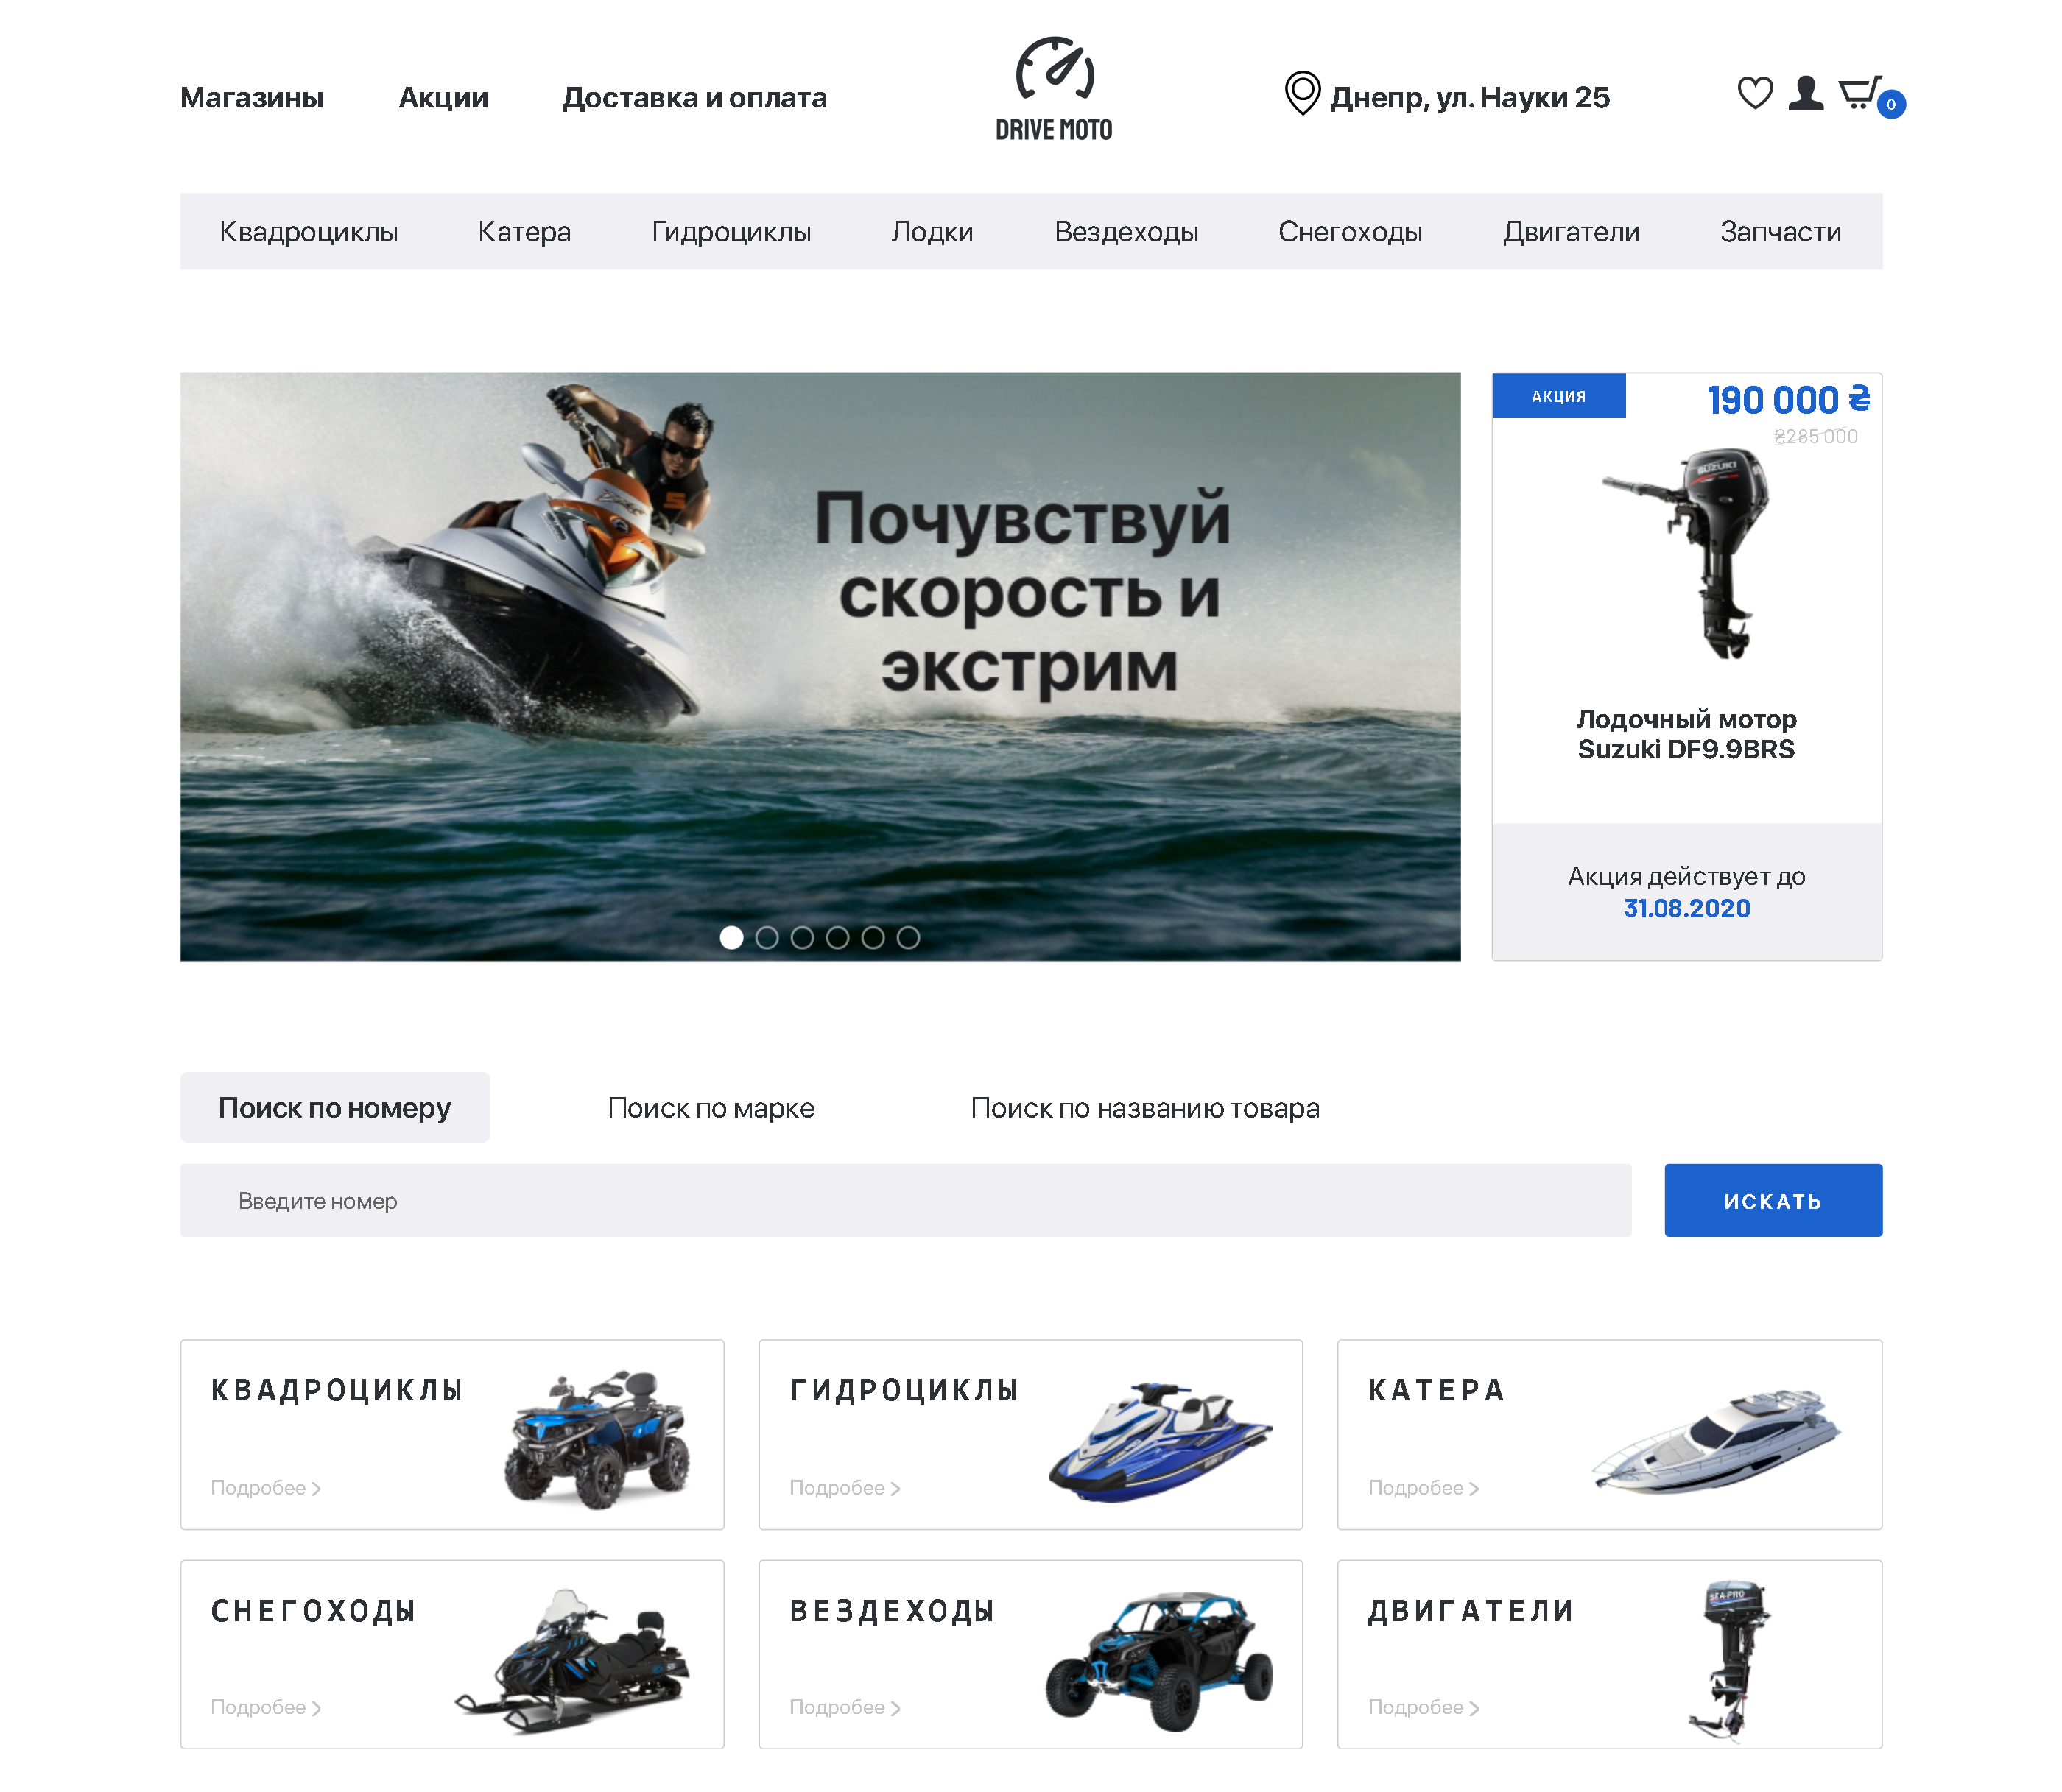 Магазины Акции Доставка и оплата
DRIVE MOTO
Днепр, ул. Науки 25
0
Квадроциклы Катера Гидроциклы Лодки Вездеходы Снегоходы Двигатели Запчасти
Почувствуй
скорость и
экстрим
АКЦИЯ
190 000 ₴
₴285 000
SUZUKI
Лодочный мотор
Suzuki DF9.9BRS
Акция действует до
31.08.2020
Поиск по номеру Поиск по марке Поиск по названию товара
Введите номер
ИСКАТЬ
КВАДРОЦИКЛЫ
Подробее
ГИДРОЦИКЛЫ
Подробее
КАТЕРА
Подробее
СНЕГОХОДЫ
Подробее
ВЕЗДЕХОДЫ
Подробее
ДВИГАТЕЛИ
SEA-PRO
Подробее